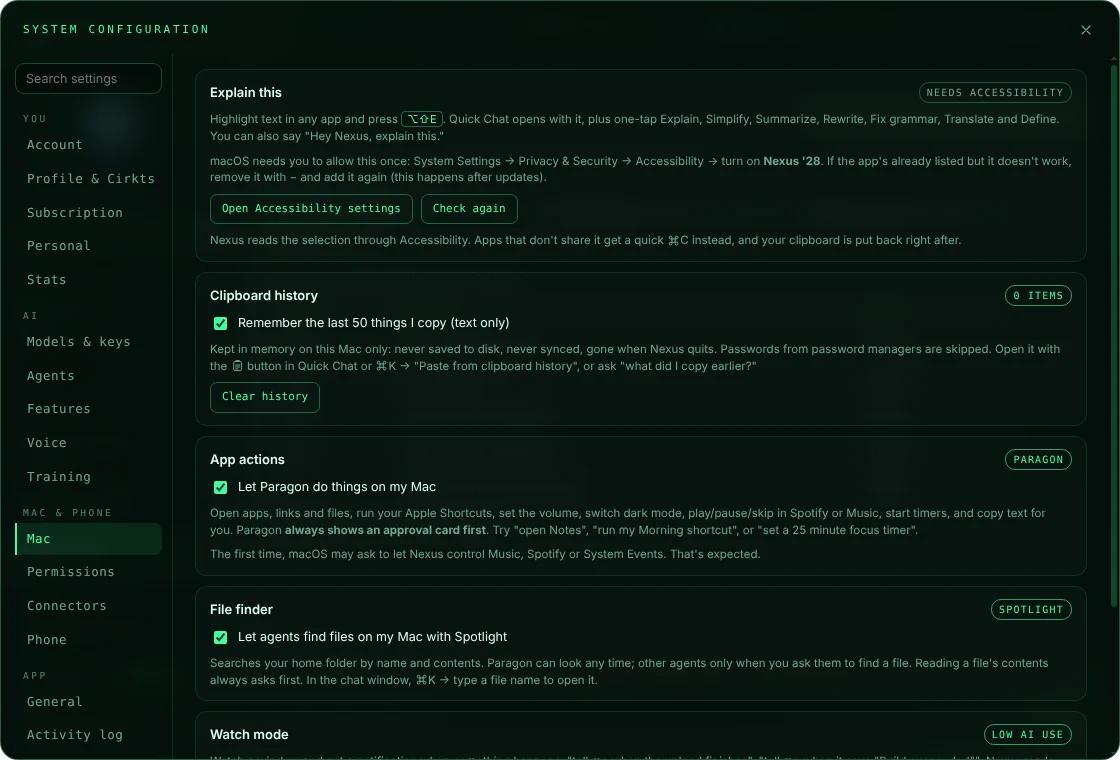 SYSTEM CONFIGURATION
Search settings
YOU
Account
Profile & Cirkts
Subscription
Personal
Stats
AI
Models & keys
Agents
Features
Voice
Training
MAC & PHONE
Mac
Permissions
Connectors
Phone
APP
General
Activity log
Explain this
NEEDS ACCESSIBILITY
Highlight text in any app and press ⌥⇧E. Quick Chat opens with it, plus one-tap Explain, Simplify, Summarize, Rewrite, Fix grammar, Translate and Define.
You can also say "Hey Nexus, explain this."
macOS needs you to allow this once: System Settings → Privacy & Security → Accessibility → turn on Nexus '28. If the app's already listed but it doesn't work,
remove it with – and add it again (this happens after updates).
Open Accessibility settings
Check again
Nexus reads the selection through Accessibility. Apps that don't share it get a quick ⌘C instead, and your clipboard is put back right after.
Clipboard history
0 ITEMS
Remember the last 50 things I copy (text only)
Kept in memory on this Mac only: never saved to disk, never synced, gone when Nexus quits. Passwords from password managers are skipped. Open it with
the 📋 button in Quick Chat or ⌘K → "Paste from clipboard history", or ask "what did I copy earlier?"
Clear history
App actions
PARAGON
Let Paragon do things on my Mac
Open apps, links and files, run your Apple Shortcuts, set the volume, switch dark mode, play/pause/skip in Spotify or Music, start timers, and copy text for
you. Paragon always shows an approval card first. Try "open Notes", "run my Morning shortcut", or "set a 25 minute focus timer".
The first time, macOS may ask to let Nexus control Music, Spotify or System Events. That's expected.
File finder
SPOTLIGHT
Let agents find files on my Mac with Spotlight
Searches your home folder by name and contents. Paragon can look any time; other agents only when you ask them to find a file. Reading a file's contents
always asks first. In the chat window, ⌘K → type a file name to open it.
Watch mode
LOW AI USE